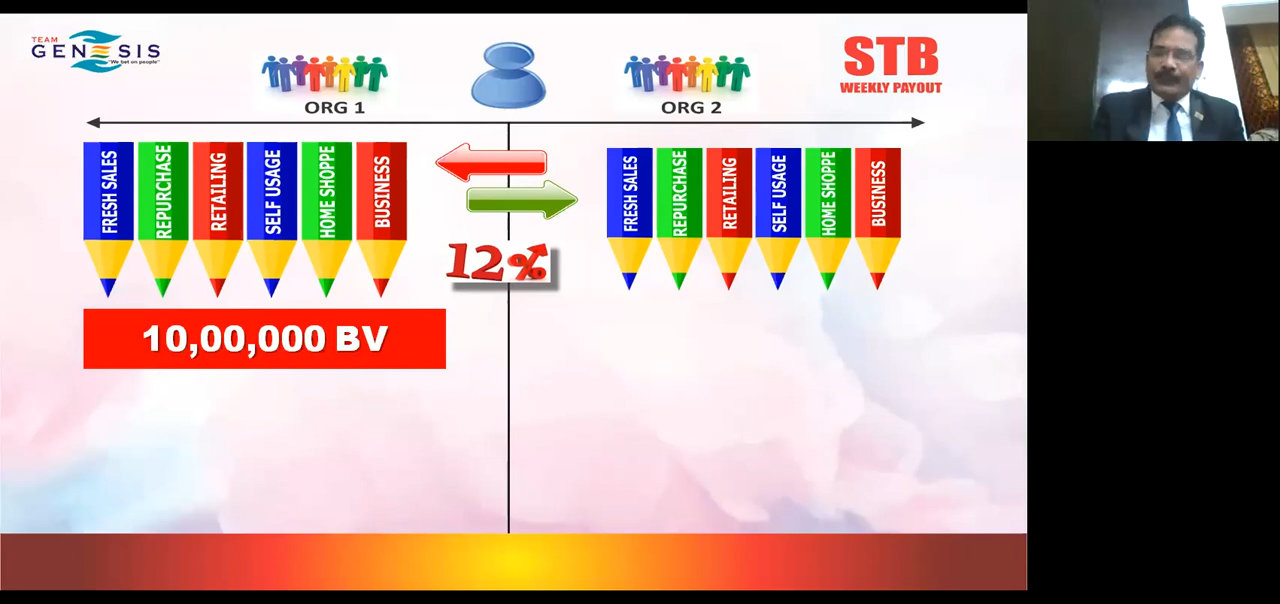 TEAM
GENESIS
"We bet on people"
ORG 1
ORG 2
STB
WEEKLY PAYOUT
FRESH SALES
REPURCHASE
RETAILING
SELF USAGE
HOME SHOPPE
BUSINESS
12%
FRESH SALES
REPURCHASE
RETAILING
SELF USAGE
HOME SHOPPE
BUSINESS
10,00,000 BV